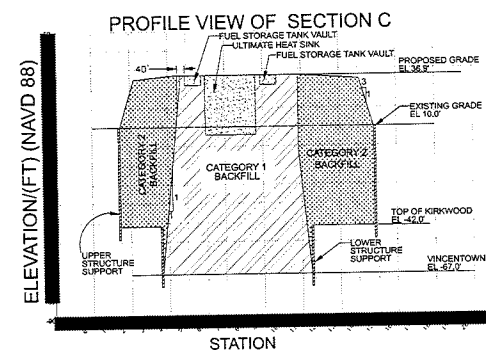 PROFILE VIEW OF SECTION C
FUEL STORAGE TANK VAULT
ULTIMATE HEAT SINK
FUEL STORAGE TANK VAULT
40'
PROPOSED GRADE
EL 36.9'
3
1
EXISTING GRADE
EL 10.0'
CATEGORY 2
BACKFILL
CATEGORY 1
BACKFILL
CATEGORY 2
BACKFILL
1
TOP OF KIRKWOOD
EL -42.0'
UPPER
STRUCTURE
SUPPORT
LOWER
STRUCTURE
SUPPORT
VINCENTOWN
EL -67.0'
ELEVATION/(FT) (NAVD 88)
STATION